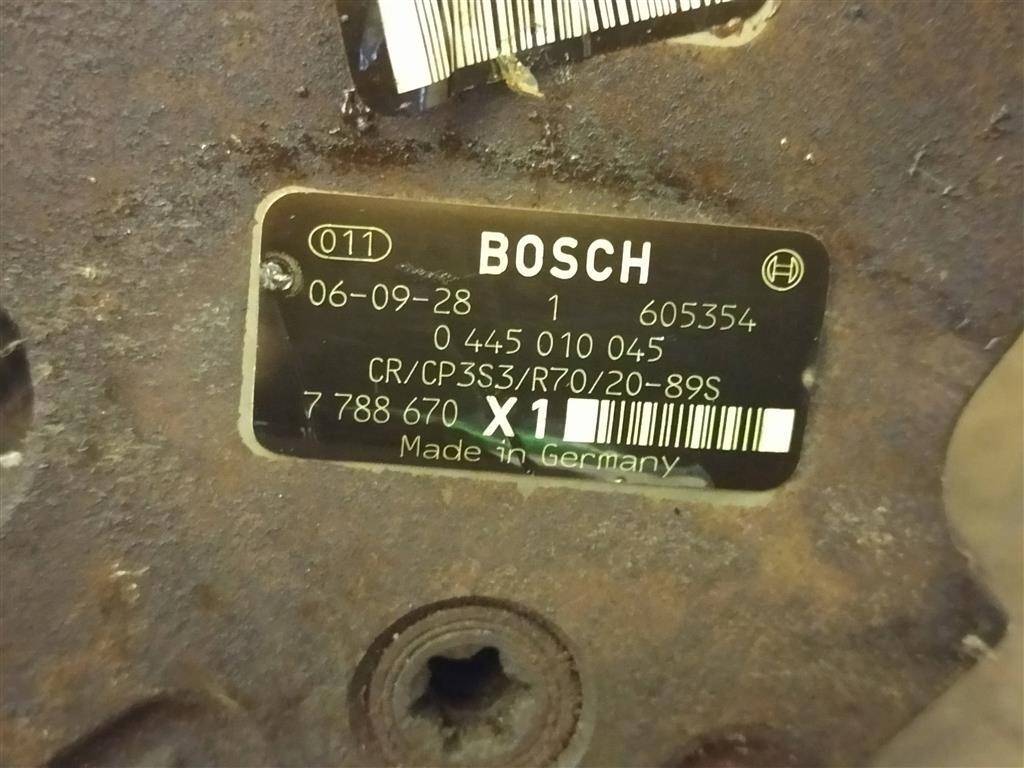 011 BOSCH
06-09-28 1 605354
0 445 010 045
CR/CP3S3/R70/20-89S
7 788 670 X1
Made in Germany